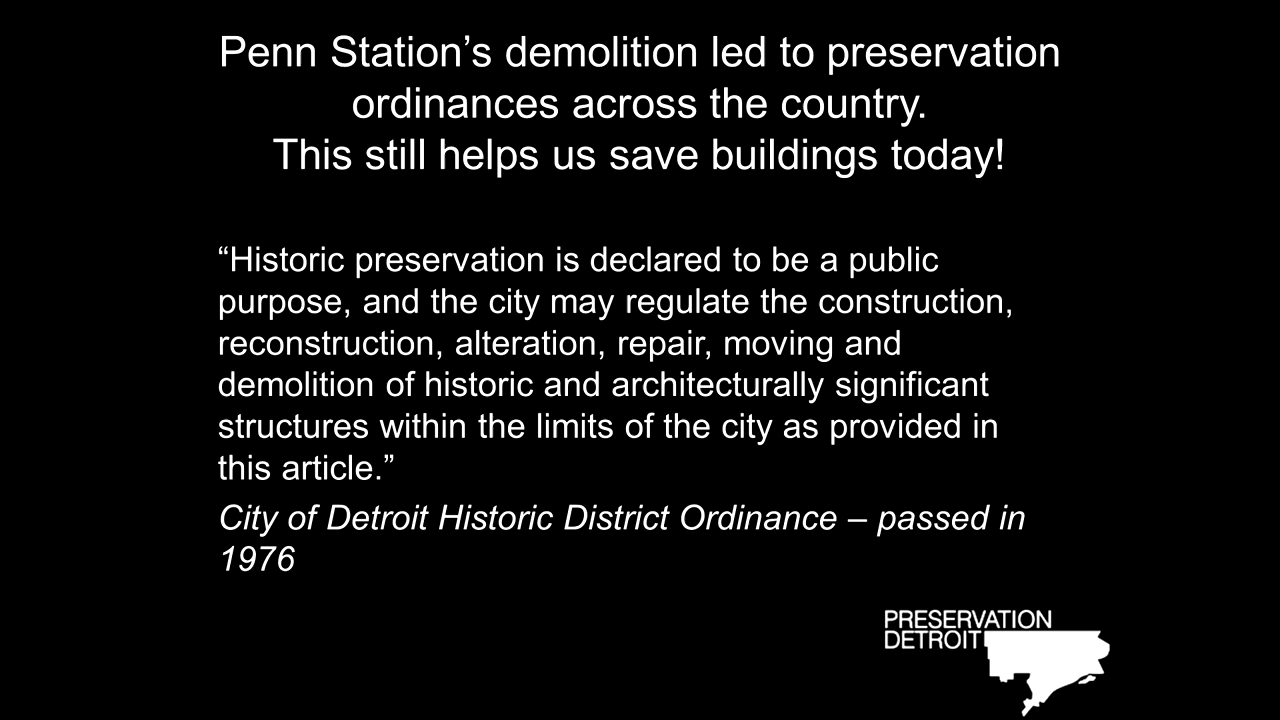 Penn Station’s demolition led to preservation
ordinances across the country.
This still helps us save buildings today!
“Historic preservation is declared to be a public
purpose, and the city may regulate the construction,
reconstruction, alteration, repair, moving and
demolition of historic and architecturally significant
structures within the limits of the city as provided in
this article.”
City of Detroit Historic District Ordinance – passed in
1976
PRESERVATION
DETROIT